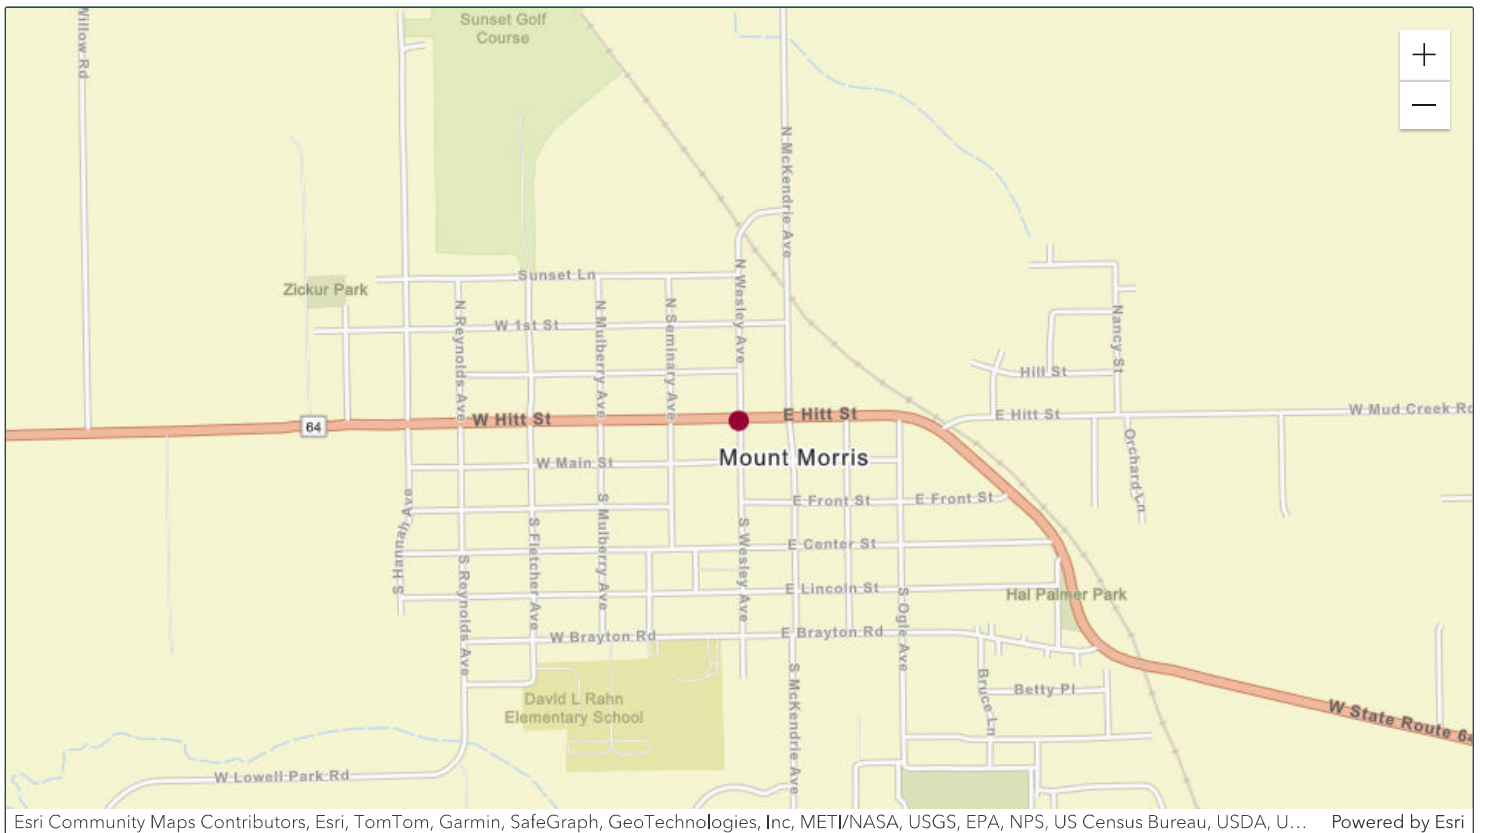 Sunset Golf
Course
Willow Rd
+
−
N McKendrie Ave
Sunset Ln
N Wesley Ave
Zickur Park
N Reynolds Ave
N Mulberry Ave
N Seminary Ave
W 1st St
Nancy St
Hill St
W Hitt St
E Hitt St
E Hitt St
W Mud Creek Rd
64
Mount Morris
W Main St
Orchard Ln
S Hannah Ave
S Mulberry Ave
E Front St
E Front St
S Fletcher Ave
S Wesley Ave
E Center St
S Reynolds Ave
E Lincoln St
S Ogle Ave
Hal Palmer Park
W Brayton Rd
E Brayton Rd
S McKendrie Ave
Bruce Ln
Betty Pl
David L Rahn
Elementary School
W State Route 64
W Lowell Park Rd
Esri Community Maps Contributors, Esri, TomTom, Garmin, SafeGraph, GeoTechnologies, Inc, METI/NASA, USGS, EPA, NPS, US Census Bureau, USDA, U... Powered by Esri